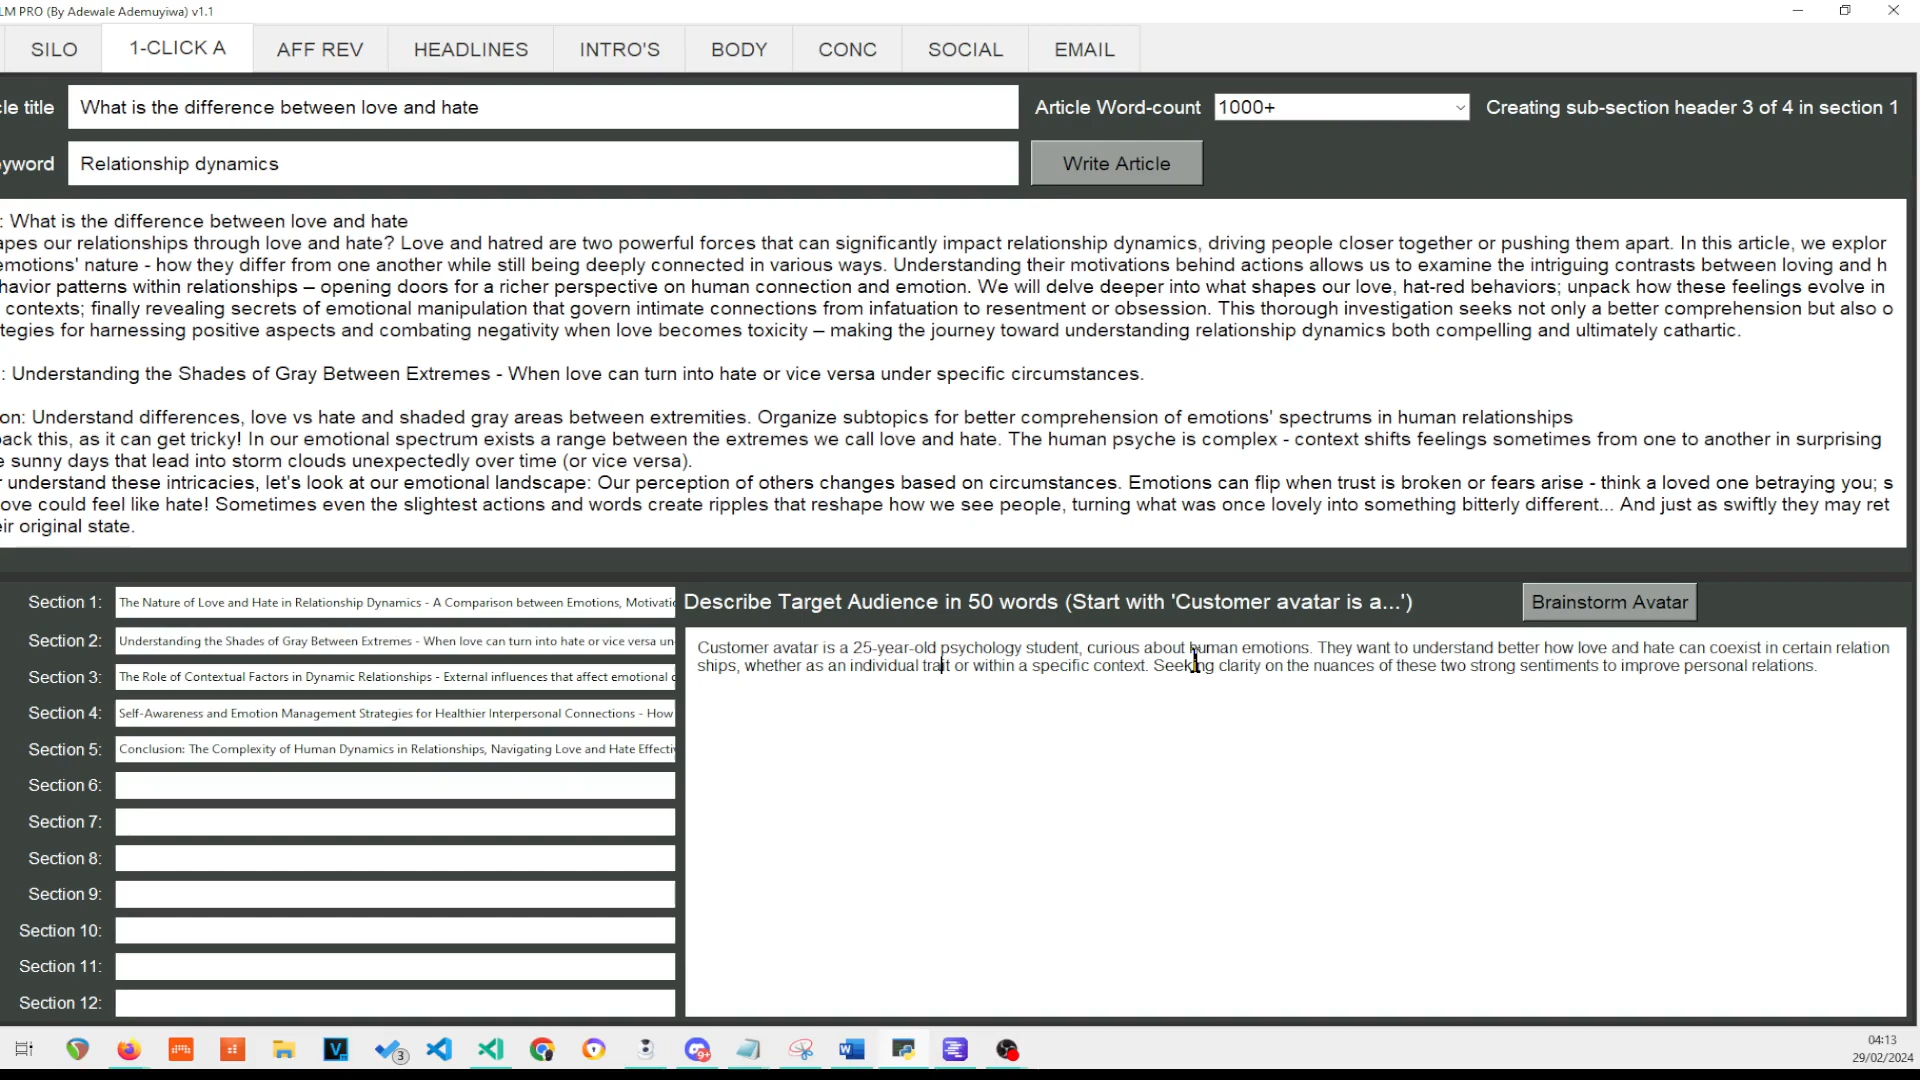 LM PRO (By Adewale Ademuyiwa) v1.1
SILO 1-CLICK A AFF REV HEADLINES INTRO'S BODY CONC SOCIAL EMAIL
cle title What is the difference between love and hate Article Word-count 1000+ Creating sub-section header 3 of 4 in section 1
eyword Relationship dynamics Write Article
: What is the difference between love and hate
apes our relationships through love and hate? Love and hatred are two powerful forces that can significantly impact relationship dynamics, driving people closer together or pushing them apart. In this article, we explor
emotions' nature - how they differ from one another while still being deeply connected in various ways. Understanding their motivations behind actions allows us to examine the intriguing contrasts between loving and h
havior patterns within relationships – opening doors for a richer perspective on human connection and emotion. We will delve deeper into what shapes our love, hat-red behaviors; unpack how these feelings evolve in
contexts; finally revealing secrets of emotional manipulation that govern intimate connections from infatuation to resentment or obsession. This thorough investigation seeks not only a better comprehension but also o
tegies for harnessing positive aspects and combating negativity when love becomes toxicity – making the journey toward understanding relationship dynamics both compelling and ultimately cathartic.
: Understanding the Shades of Gray Between Extremes - When love can turn into hate or vice versa under specific circumstances.
on: Understand differences, love vs hate and shaded gray areas between extremities. Organize subtopics for better comprehension of emotions' spectrums in human relationships
ack this, as it can get tricky! In our emotional spectrum exists a range between the extremes we call love and hate. The human psyche is complex - context shifts feelings sometimes from one to another in surprising
e sunny days that lead into storm clouds unexpectedly over time (or vice versa).
r understand these intricacies, let's look at our emotional landscape: Our perception of others changes based on circumstances. Emotions can flip when trust is broken or fears arise - think a loved one betraying you; s
ove could feel like hate! Sometimes even the slightest actions and words create ripples that reshape how we see people, turning what was once lovely into something bitterly different... And just as swiftly they may ret
eir original state.
Section 1: The Nature of Love and Hate in Relationship Dynamics - A Comparison between Emotions, Motivatic
Section 2: Understanding the Shades of Gray Between Extremes - When love can turn into hate or vice versa un
Section 3: The Role of Contextual Factors in Dynamic Relationships - External influences that affect emotional c
Section 4: Self-Awareness and Emotion Management Strategies for Healthier Interpersonal Connections - How
Section 5: Conclusion: The Complexity of Human Dynamics in Relationships, Navigating Love and Hate Effecti
Section 6:
Section 7:
Section 8:
Section 9:
Section 10:
Section 11:
Section 12:
Describe Target Audience in 50 words (Start with 'Customer avatar is a...') Brainstorm Avatar
Customer avatar is a 25-year-old psychology student, curious about human emotions. They want to understand better how love and hate can coexist in certain relation
ships, whether as an individual trait or within a specific context. Seeking clarity on the nuances of these two strong sentiments to improve personal relations.
3
9+
04:13
29/02/2024